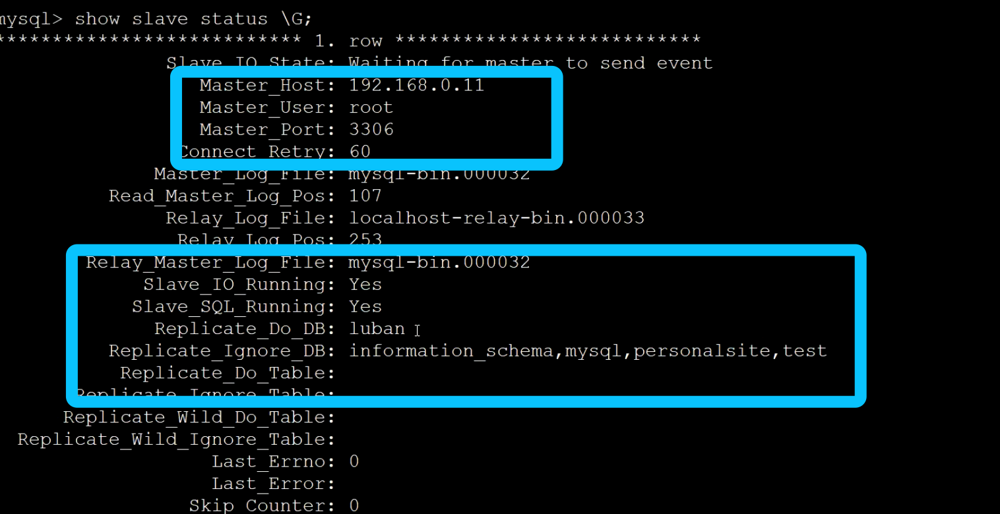 mysql> show slave status \G;
*************************** 1. row ***************************
Slave_IO_State: Waiting for master to send event
Master_Host: 192.168.0.11
Master_User: root
Master_Port: 3306
Connect_Retry: 60
Master_Log_File: mysql-bin.000032
Read_Master_Log_Pos: 107
Relay_Log_File: localhost-relay-bin.000033
Relay_Log_Pos: 253
Relay_Master_Log_File: mysql-bin.000032
Slave_IO_Running: Yes
Slave_SQL_Running: Yes
Replicate_Do_DB: luban
Replicate_Ignore_DB: information_schema,mysql,personalsite,test
Replicate_Do_Table:
Replicate_Ignore_Table:
Replicate_Wild_Do_Table:
Replicate_Wild_Ignore_Table:
Last_Errno: 0
Last_Error:
Skip_Counter: 0